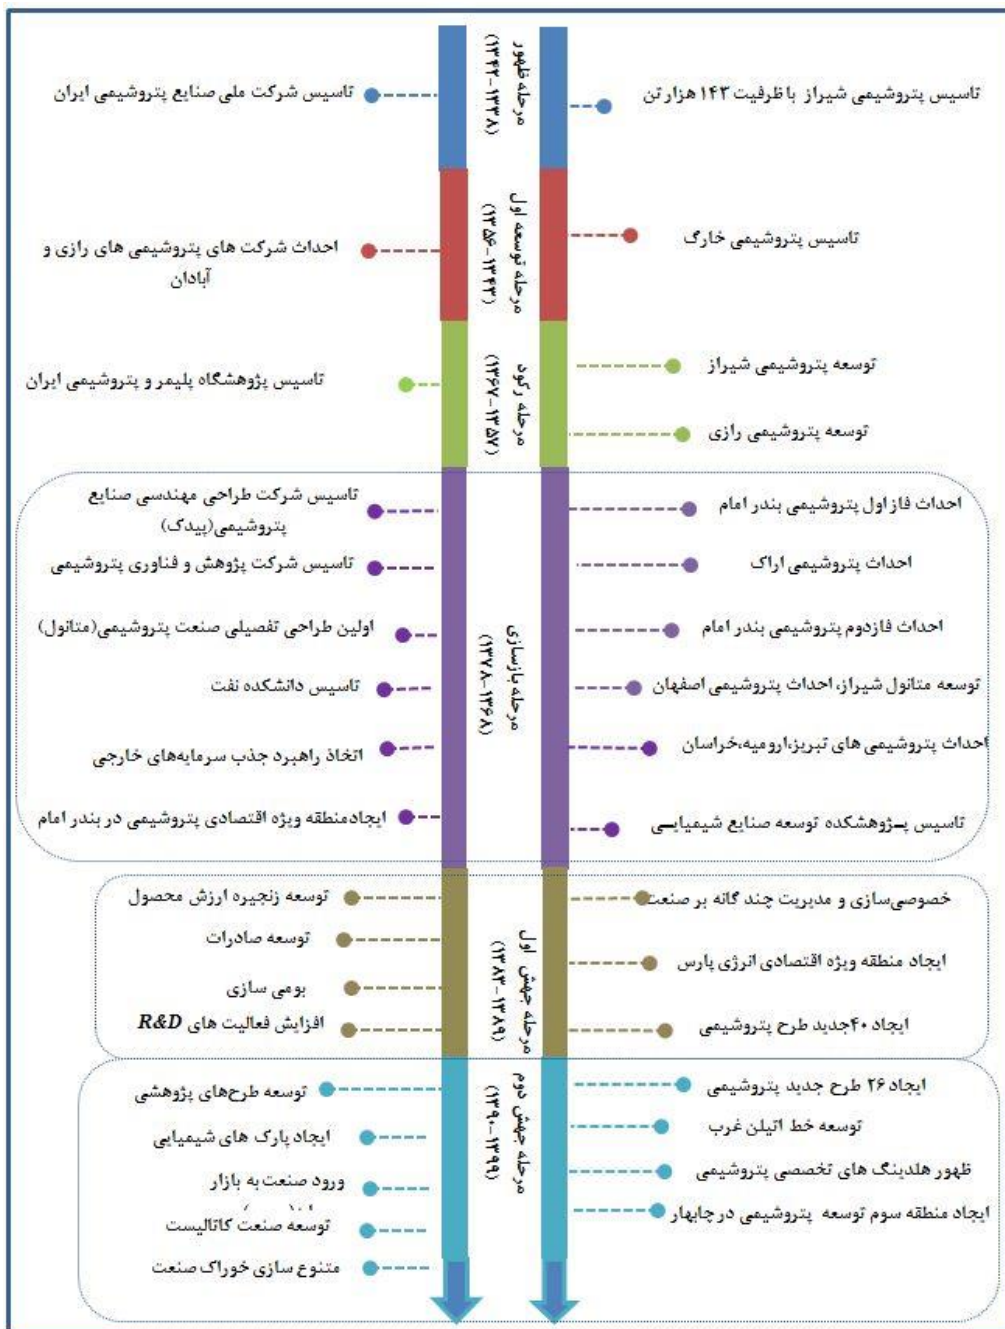 مرحله ظهور
(۱۳۳۸-۱۳۴۲)
تاسیس پتروشیمی شیراز با ظرفیت ۱۴۳ هزار تن
تاسیس شرکت ملی صنایع پتروشیمی ایران
مرحله توسعه اول
(۱۳۴۳-۱۳۵۶)
تاسیس پتروشیمی خارگ
احداث شرکت های پتروشیمی های رازی و
آبادان
مرحله رکود
(۱۳۵۷-۱۳۶۷)
توسعه پتروشیمی شیراز
توسعه پتروشیمی رازی
تاسیس پژوهشگاه پلیمر و پتروشیمی ایران
مرحله بازسازی
(۱۳۶۸-۱۳۷۸)
احداث فاز اول پتروشیمی بندر امام
احداث پتروشیمی اراک
احداث فازدوم پتروشیمی بندر امام
توسعه متانول شیراز، احداث پتروشیمی اصفهان
احداث پتروشیمی های تبریز،ارومیه،خراسان
تاسیس پـژوهشکده توسعه صنایع شیمیایـی
تاسیس شرکت طراحی مهندسی صنایع
پتروشیمی(پیدک)
تاسیس شرکت پژوهش و فناوری پتروشیمی
اولین طراحی تفصیلی صنعت پتروشیمی(متانول)
تاسیس دانشکده نفت
اتخاذ راهبرد جذب سرمایه‌های خارجی
ایجادمنطقه ویژه اقتصادی پتروشیمی در بندر امام
مرحله جهش اول
(۱۳۸۳-۱۳۸۹)
خصوصی‌سازی و مدیریت چند گانه بر صنعت
ایجاد منطقه ویژه اقتصادی انرژی پارس
ایجاد ۴۰جدید طرح پتروشیمی
توسعه زنجیره ارزش محصول
توسعه صادرات
بومی سازی
افزایش فعالیت های R&D
مرحله جهش دوم
(۱۳۹۰-۱۳۹۹)
ایجاد ۲۶ طرح جدید پتروشیمی
توسعه خط اتیلن غرب
ظهور هلدینگ های تخصصی پتروشیمی
ایجاد منطقه سوم توسعه پتروشیمی در چابهار
توسعه طرح‌های پژوهشی
ایجاد پارک های شیمیایی
ورود صنعت به بازار
توسعه صنعت کاتالیست
متنوع سازی خوراک صنعت